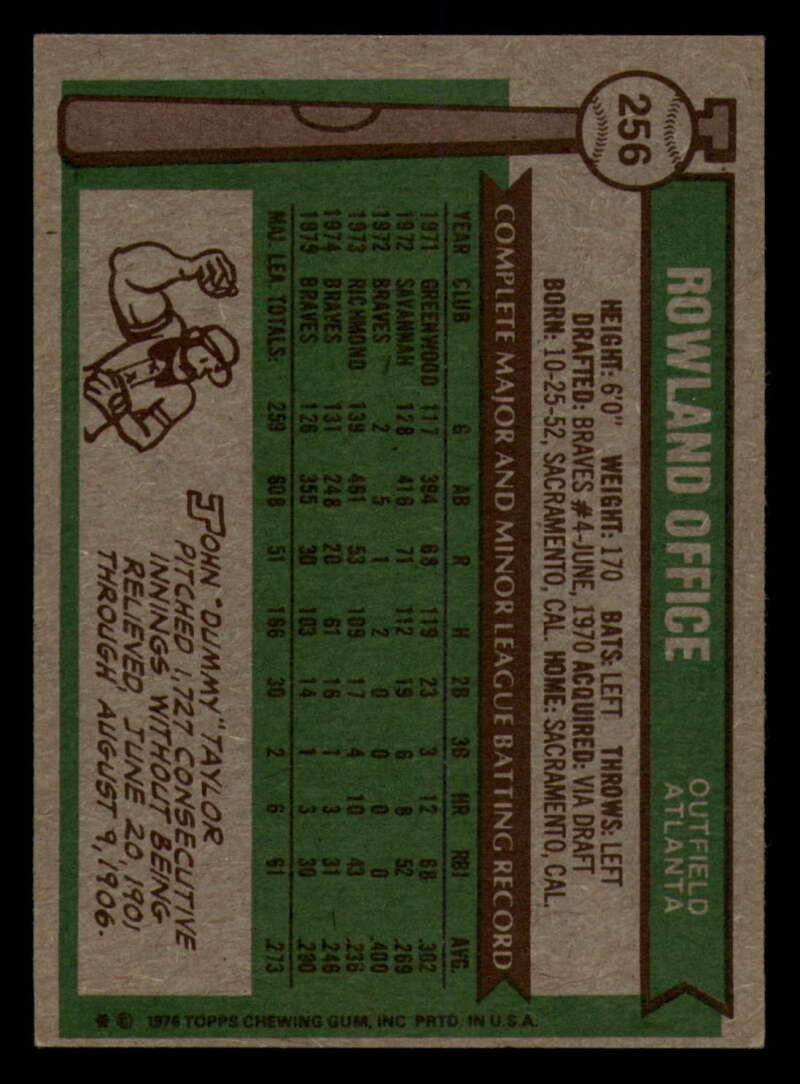 256
ROWLAND OFFICE
OUTFIELD
ATLANTA
HEIGHT: 6'0" WEIGHT: 170 BATS: LEFT THROWS: LEFT
DRAFTED: BRAVES #4-JUNE, 1970 ACQUIRED: VIA DRAFT
BORN: 10-25-52, SACRAMENTO, CAL. HOME: SACRAMENTO, CAL.
COMPLETE MAJOR AND MINOR LEAGUE BATTING RECORD
YEAR CLUB G AB R H 2B 3B HR RBI AVG.
1971 GREENWOOD 117 394 68 119 23 3 12 68 .302
1972 SAVANNAH 128 416 71 112 19 6 8 52 .269
1972 BRAVES 2 5 1 2 0 0 0 0 .400
1973 RICHMOND 139 461 53 109 17 4 10 43 .236
1974 BRAVES 131 248 20 61 16 1 3 31 .246
1975 BRAVES 126 355 30 103 14 1 3 30 .290
MAJ. LEA. TOTALS: 259 608 51 166 30 2 6 61 .273
JOHN "DUMMY" TAYLOR
PITCHED 1,727 CONSECUTIVE
INNINGS WITHOUT BEING
RELIEVED JUNE 20, 1901
THROUGH, AUGUST 9, 1906.
* © 1976 TOPPS CHEWING GUM, INC PRTD. IN U.S.A.